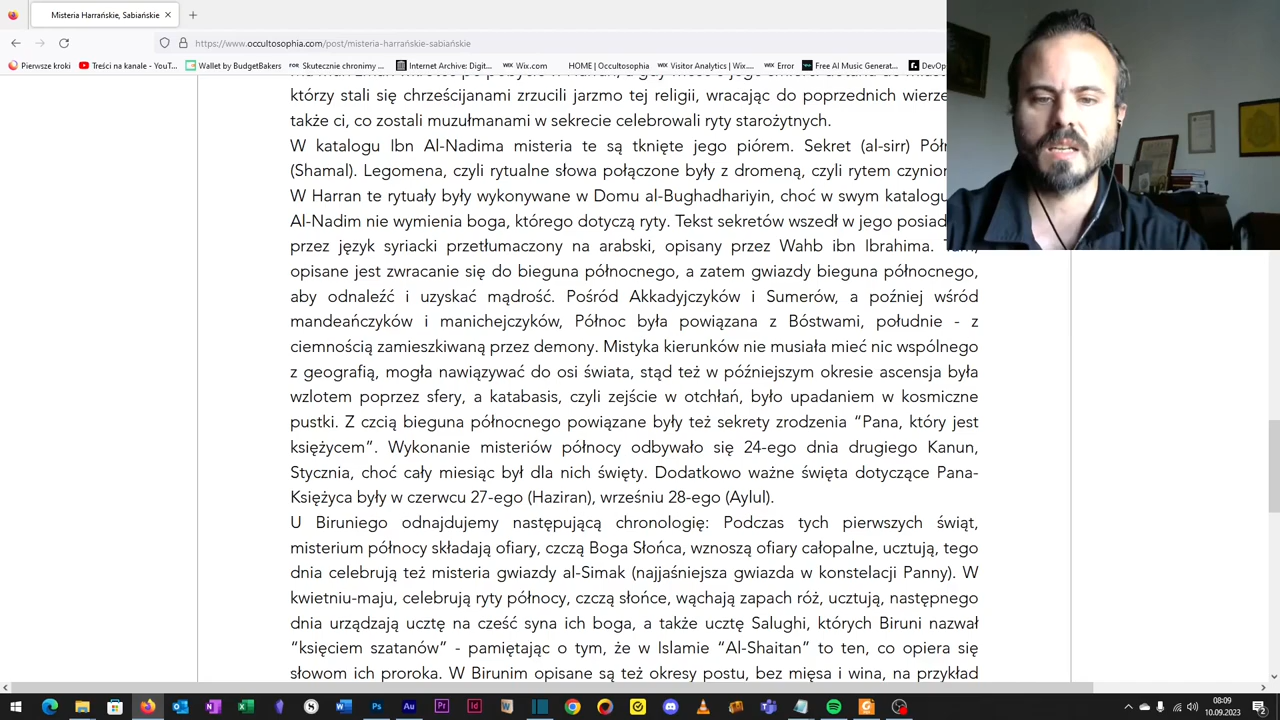 Misteria Harrańskie, Sabiańskie
https://www.occultosophia.com/post/misteria-harrańskie-sabiańskie
Pierwsze kroki
Treści na kanale - YouT...
Wallet by BudgetBakers
FOR Skutecznie chronimy ...
Internet Archive: Digit...
WIX Wix.com
HOME | Occultosophia
WIX Visitor Analytics | Wix....
WIX Error
Free AI Music Generat...
DevOp
którzy stali się chrześcijanami zrzucili jarzmo tej religii, wracając do poprzednich wierze
także ci, co zostali muzułmanami w sekrecie celebrowali ryty starożytnych.
W katalogu Ibn Al-Nadima misteria te są tknięte jego piórem. Sekret (al-sirr) Półn
(Shamal). Legomena, czyli rytualne słowa połączone były z dromeną, czyli rytem czynion
W Harran te rytuały były wykonywane w Domu al-Bughadhariyin, choć w swym katalogu
Al-Nadim nie wymienia boga, którego dotyczą ryty. Tekst sekretów wszedł w jego posiad
przez język syriacki przetłumaczony na arabski, opisany przez Wahb ibn Ibrahima.
opisane jest zwracanie się do bieguna północnego, a zatem gwiazdy bieguna północnego,
aby odnaleźć i uzyskać mądrość. Pośród Akkadyjczyków i Sumerów, a poźniej wśród
mandeańczyków i manichejczyków, Północ była powiązana z Bóstwami, południe - z
ciemnością zamieszkiwaną przez demony. Mistyka kierunków nie musiała mieć nic wspólnego
z geografią, mogła nawiązywać do osi świata, stąd też w późniejszym okresie ascensja była
wzlotem poprzez sfery, a katabasis, czyli zejście w otchłań, było upadaniem w kosmiczne
pustki. Z czcią bieguna północnego powiązane były też sekrety zrodzenia “Pana, który jest
księżycem”. Wykonanie misteriów północy odbywało się 24-ego dnia drugiego Kanun,
Stycznia, choć cały miesiąc był dla nich święty. Dodatkowo ważne święta dotyczące Pana-
Księżyca były w czerwcu 27-ego (Haziran), wrześniu 28-ego (Aylul).
U Biruniego odnajdujemy następującą chronologię: Podczas tych pierwszych świąt,
misterium północy składają ofiary, czczą Boga Słońca, wznoszą ofiary całopalne, ucztują, tego
dnia celebrują też misteria gwiazdy al-Simak (najjaśniejsza gwiazda w konstelacji Panny). W
kwietniu-maju, celebrują ryty północy, czczą słońce, wąchają zapach róż, ucztują, następnego
dnia urządzają ucztę na cześć syna ich boga, a także ucztę Salughi, których Biruni nazwał
“księciem szatanów” - pamiętając o tym, że w Islamie “Al-Shaitan” to ten, co opiera się
słowom ich proroka. W Birunim opisane są też okresy postu, bez mięsa i wina, na przykład
08:09
10.09.2023